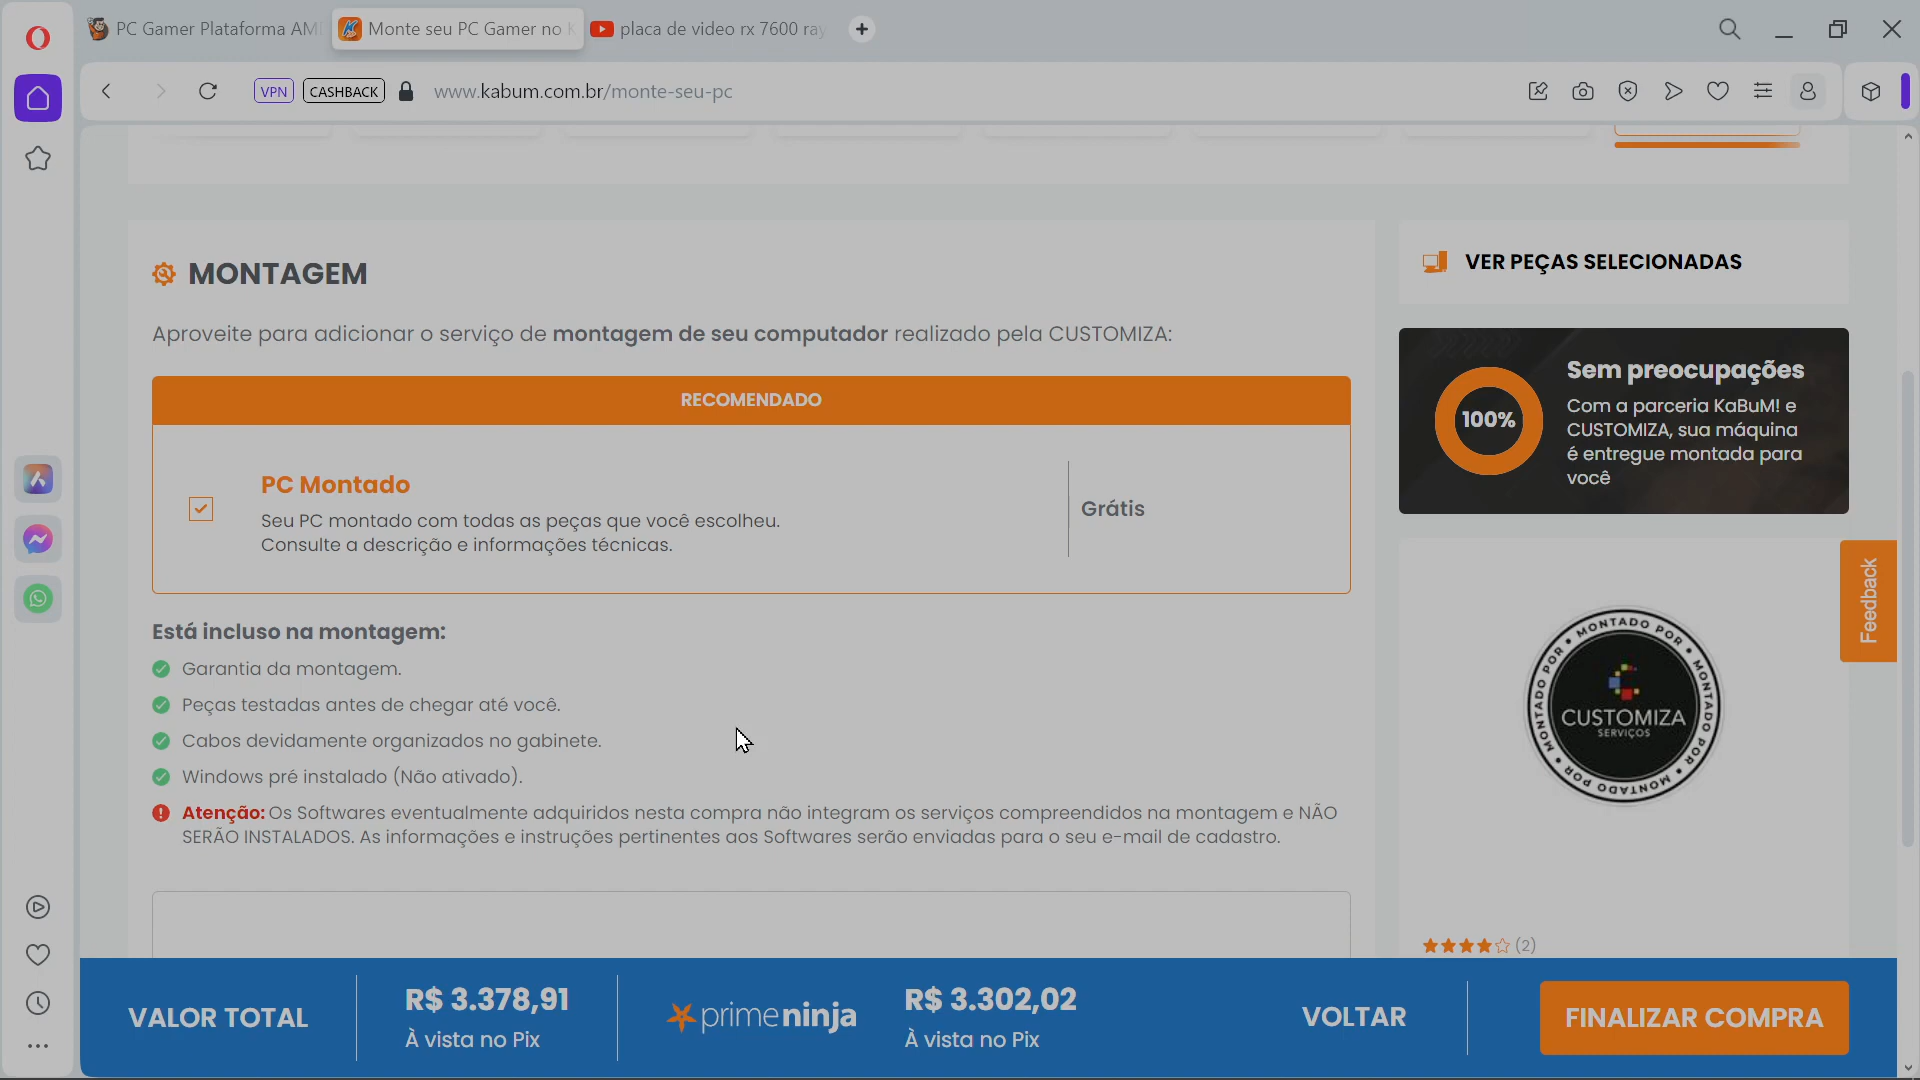 PC Gamer Plataforma AM
Monte seu PC Gamer no K
placa de video rx 7600 ray
VPN
CASHBACK
www.kabum.com.br/monte-seu-pc
MONTAGEM
Aproveite para adicionar o serviço de montagem de seu computador realizado pela CUSTOMIZA:
RECOMENDADO
PC Montado
Seu PC montado com todas as peças que você escolheu.
Consulte a descrição e informações técnicas.
Grátis
Está incluso na montagem:
Garantia da montagem.
Peças testadas antes de chegar até você.
Cabos devidamente organizados no gabinete.
Windows pré instalado (Não ativado).
Atenção: Os Softwares eventualmente adquiridos nesta compra não integram os serviços compreendidos na montagem e NÃO
SERÃO INSTALADOS. As informações e instruções pertinentes aos Softwares serão enviadas para o seu e-mail de cadastro.
VER PEÇAS SELECIONADAS
100%
Sem preocupações
Com a parceria KaBuM! e
CUSTOMIZA, sua máquina
é entregue montada para
você
Feedback
MONTADO POR • MONTADO POR • MONTADO POR • MONTADO POR •
CUSTOMIZA
SERVIÇOS
(2)
VALOR TOTAL
R$ 3.378,91
À vista no Pix
primeninja
R$ 3.302,02
À vista no Pix
VOLTAR
FINALIZAR COMPRA